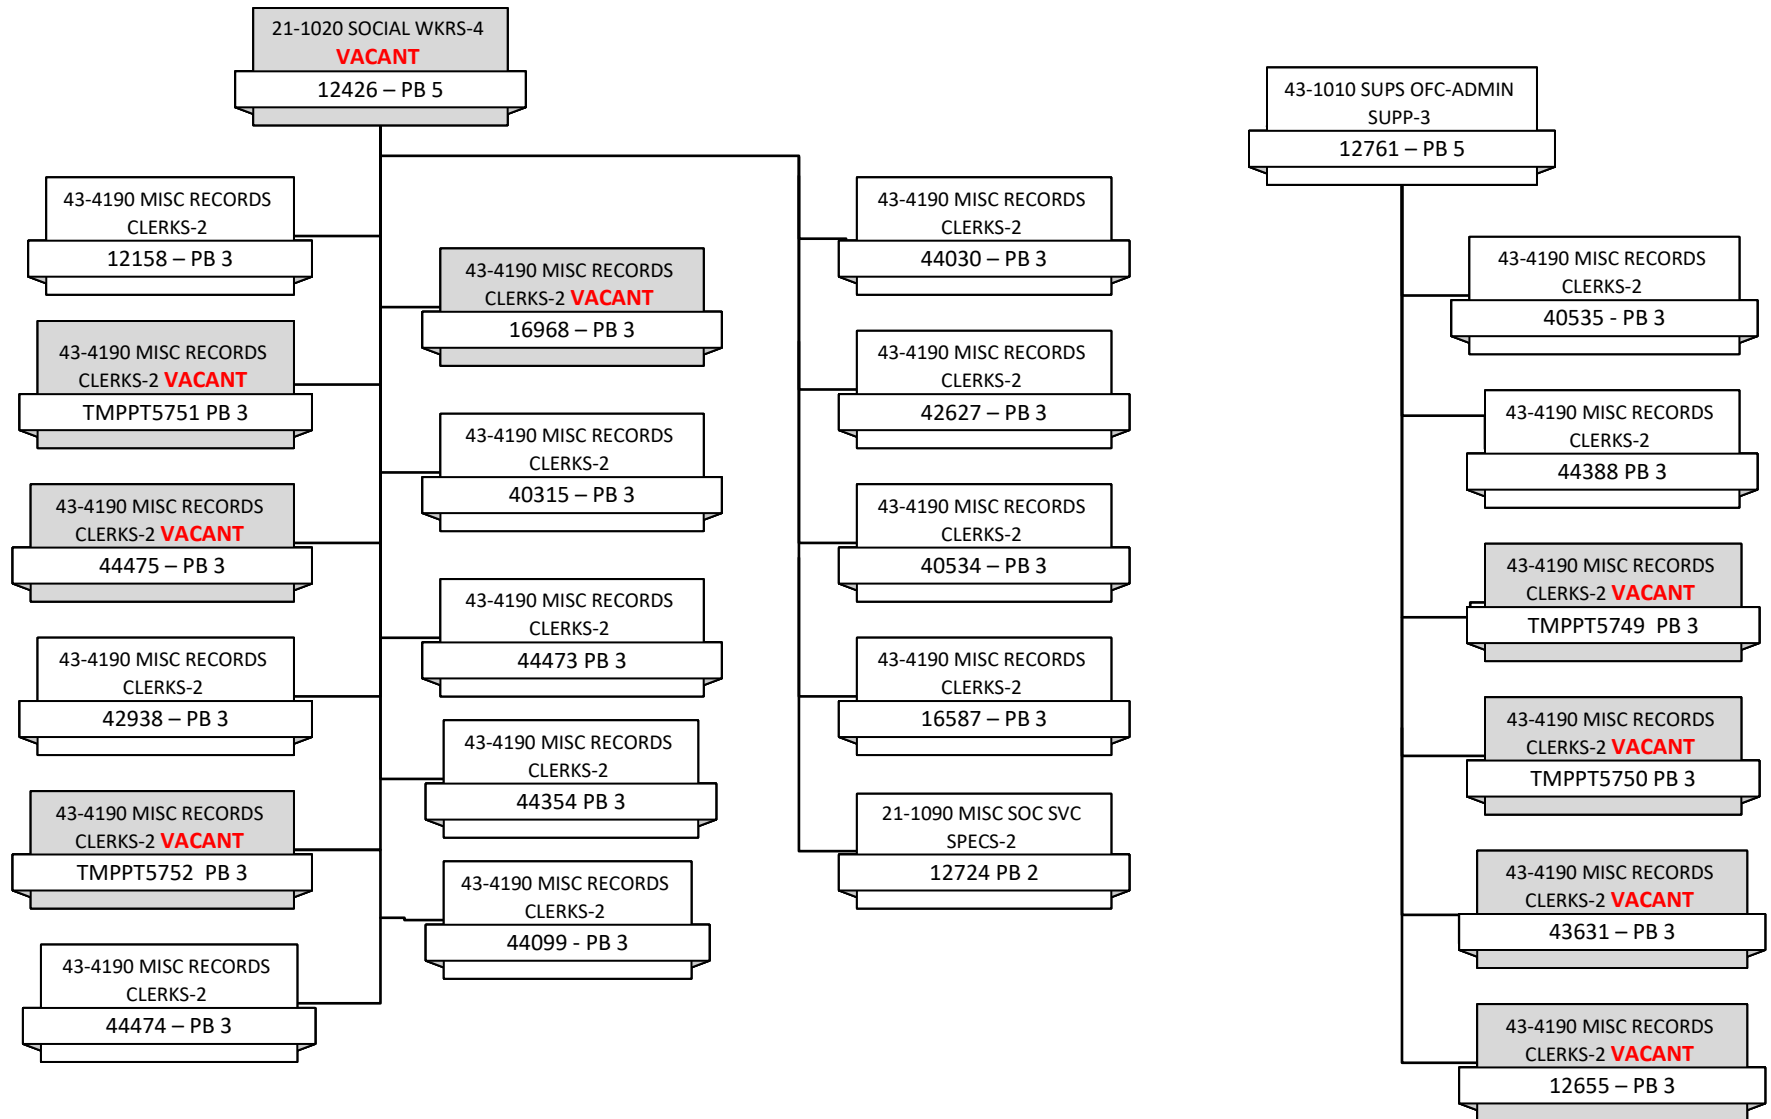 21-1020 SOCIAL WKRS-4
VACANT
12426 – PB 5
43-4190 MISC RECORDS
CLERKS-2
12158 – PB 3
43-4190 MISC RECORDS
CLERKS-2 VACANT
TMPPT5751 PB 3
43-4190 MISC RECORDS
CLERKS-2 VACANT
44475 – PB 3
43-4190 MISC RECORDS
CLERKS-2
42938 – PB 3
43-4190 MISC RECORDS
CLERKS-2 VACANT
TMPPT5752  PB 3
43-4190 MISC RECORDS
CLERKS-2
44474 – PB 3
43-4190 MISC RECORDS
CLERKS-2 VACANT
16968 – PB 3
43-4190 MISC RECORDS
CLERKS-2
40315 – PB 3
43-4190 MISC RECORDS
CLERKS-2
44473 PB 3
43-4190 MISC RECORDS
CLERKS-2
44354 PB 3
43-4190 MISC RECORDS
CLERKS-2
44099 - PB 3
43-4190 MISC RECORDS
CLERKS-2
44030 – PB 3
43-4190 MISC RECORDS
CLERKS-2
42627 – PB 3
43-4190 MISC RECORDS
CLERKS-2
40534 – PB 3
43-4190 MISC RECORDS
CLERKS-2
16587 – PB 3
21-1090 MISC SOC SVC
SPECS-2
12724 PB 2
43-1010 SUPS OFC-ADMIN
SUPP-3
12761 – PB 5
43-4190 MISC RECORDS
CLERKS-2
40535 - PB 3
43-4190 MISC RECORDS
CLERKS-2
44388 PB 3
43-4190 MISC RECORDS
CLERKS-2 VACANT
TMPPT5749  PB 3
43-4190 MISC RECORDS
CLERKS-2 VACANT
TMPPT5750 PB 3
43-4190 MISC RECORDS
CLERKS-2 VACANT
43631 – PB 3
43-4190 MISC RECORDS
CLERKS-2 VACANT
12655 – PB 3